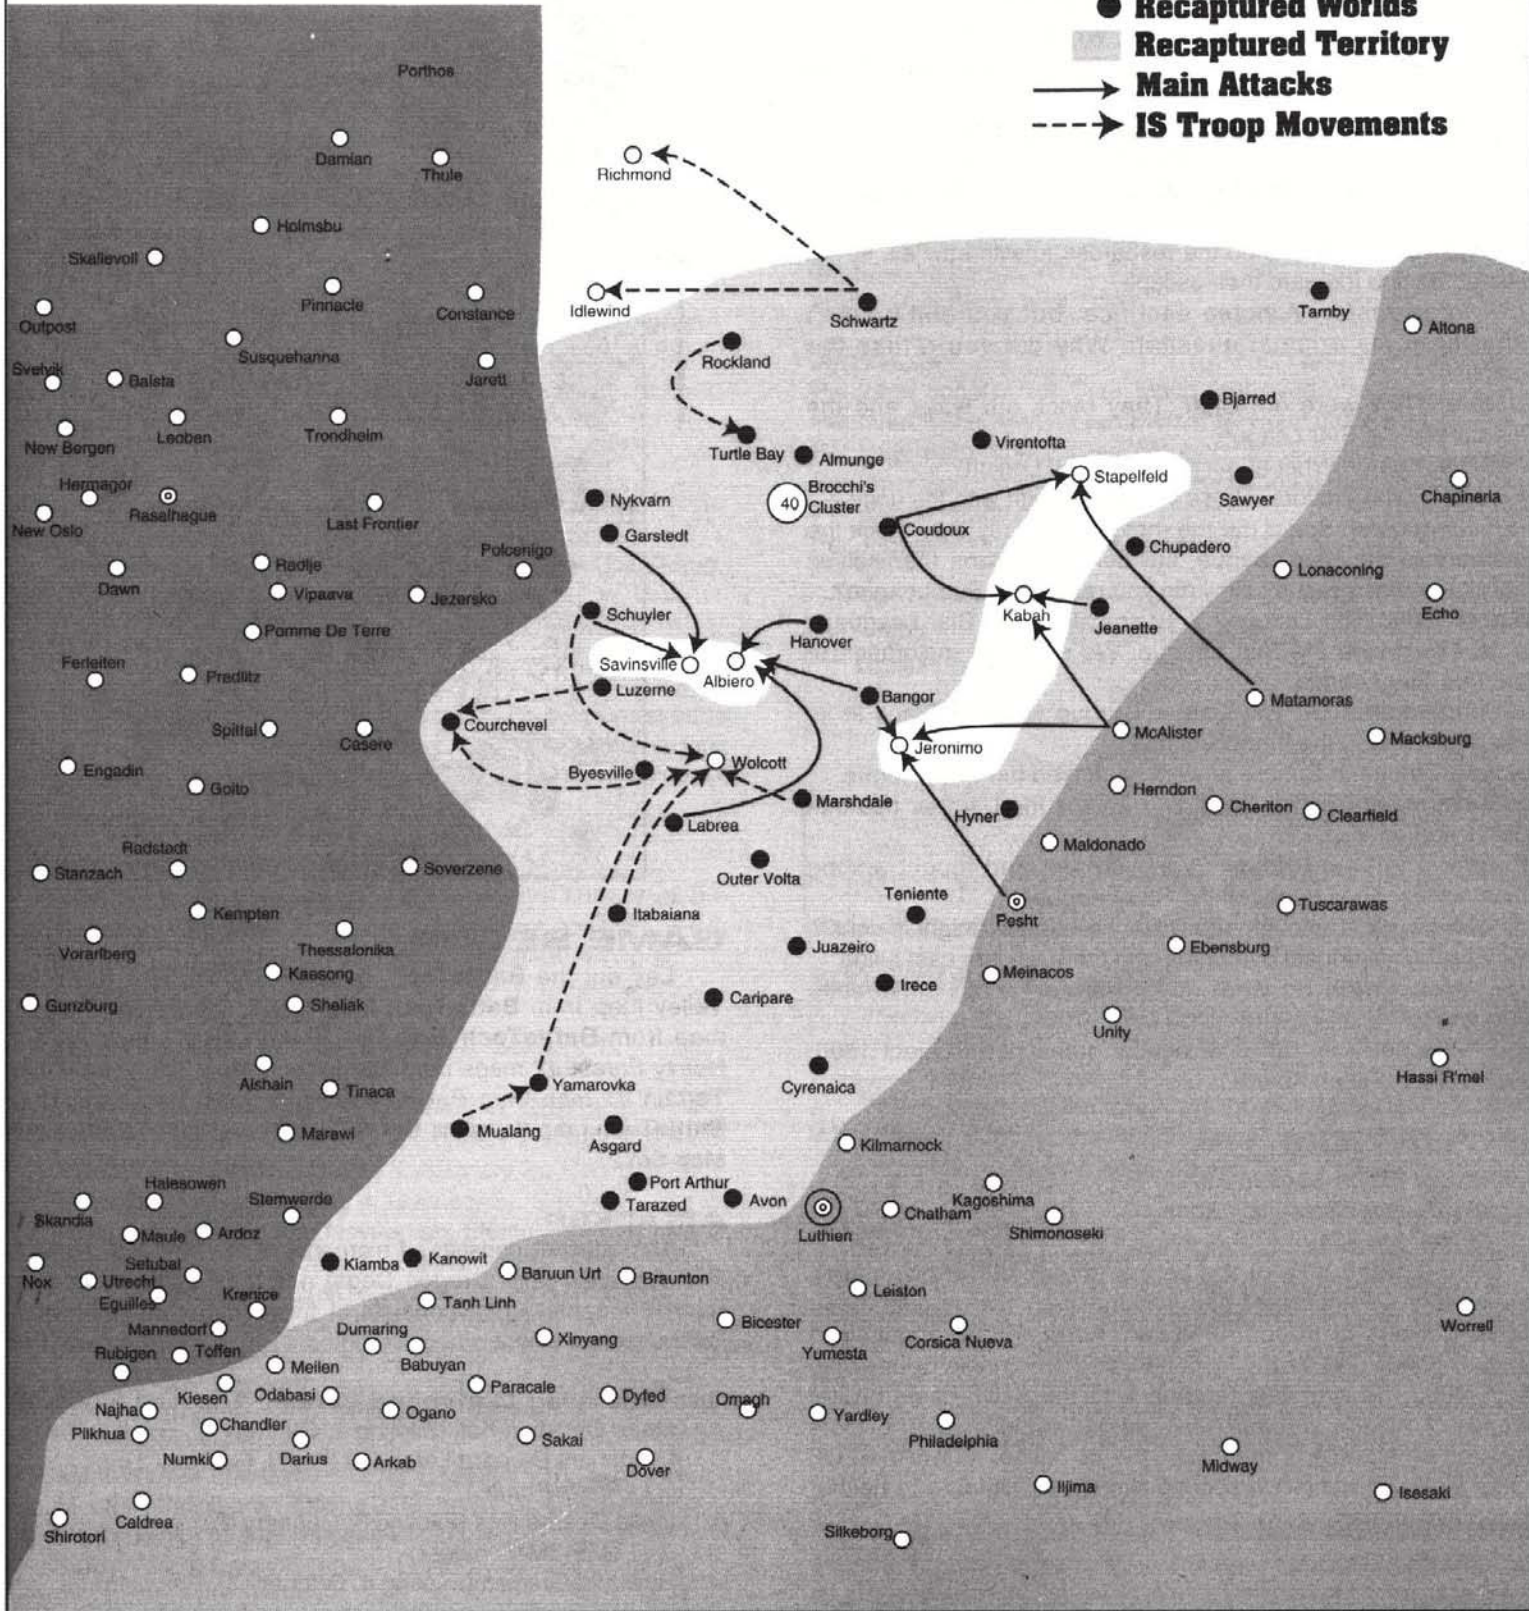 Recaptured Worlds
Recaptured Territory
Main Attacks
IS Troop Movements
Porthos
Damian
Thule
Richmond
Holmsbu
Skallevoll
Pinnacle
Constance
Idlewind
Schwartz
Tarnby
Outpost
Altona
Susquehanna
Rockland
Svelvik
Balsta
Jarett
Bjarred
Leoben
Trondheim
New Bergen
Turtle Bay
Almunge
Virentofta
Stapelfeld
Hermagor
Rasalhague
Last Frontier
Nykvarn
40
Brocchi's
Cluster
Sawyer
Chapineria
New Oslo
Garstedt
Coudoux
Polcenigo
Chupadero
Dawn
Radlje
Vipaava
Jezersko
Lonaconing
Echo
Schuyler
Hanover
Kabah
Jeanette
Pomme De Terre
Ferleiten
Predlitz
Savinsville
Albiero
Luzerne
Bangor
Matamoras
Spittal
Casere
Courchevel
Jeronimo
McAlister
Macksburg
Engadin
Goito
Byesville
Wolcott
Marshdale
Herndon
Cheriton
Clearfield
Labrea
Hyner
Maldonado
Radstadt
Stanzach
Soverzene
Outer Volta
Teniente
Kempten
Itabaiana
Pesht
Tuscarawas
Vorarlberg
Thessalonika
Juazeiro
Ebensburg
Kaesong
Irece
Meinacos
Gunzburg
Sheliak
Caripare
Unity
Alshain
Tinaca
Yamarovka
Cyrenaica
Hassi R'mel
Marawi
Mualang
Asgard
Kilmarnock
Halesowen
Stemwerde
Port Arthur
Tarazed
Avon
Kagoshima
Skandia
Maule
Ardoz
Luthien
Chatham
Shimonoseki
Nox
Utrecht
Setubal
Eguilles
Kiamba
Kanowit
Baruun Urt
Braunton
Krenice
Tanh Linh
Leiston
Mannedorf
Dumaring
Xinyang
Bicester
Yumesta
Corsica Nueva
Worrell
Rubigen
Toffen
Meilen
Babuyan
Kiesen
Odabasi
Paracale
Dyfed
Omagh
Najha
Pilkhua
Chandler
Ogano
Yardley
Numki
Darius
Arkab
Sakai
Dover
Philadelphia
Midway
Iijima
Isesaki
Shirotori
Caldrea
Silkeborg